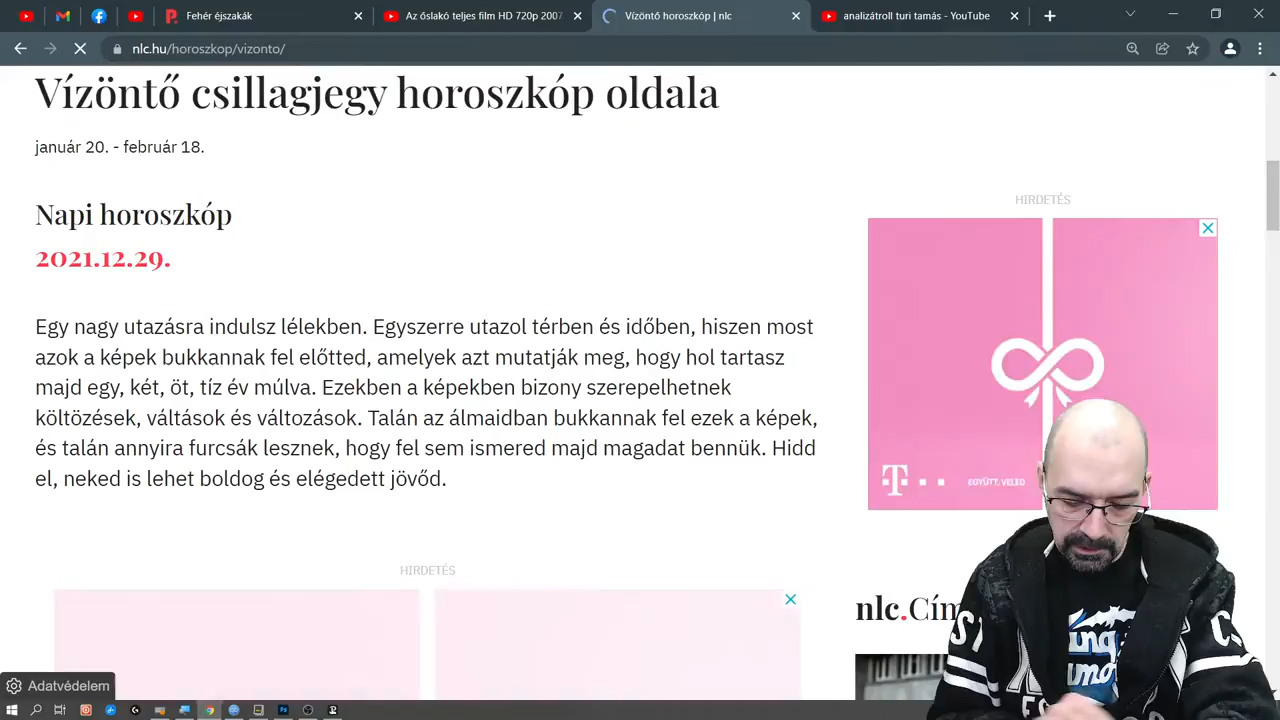 Fehér éjszakák
Az őslakó teljes film HD 720p 2007
Vízöntő horoszkóp | nlc
analizátroll turi tamás - YouTube
nlc.hu/horoszkop/vizonto/
Vízöntő csillagjegy horoszkóp oldala
január 20. - február 18.
Napi horoszkóp
2021.12.29.
Egy nagy utazásra indulsz lélekben. Egyszerre utazol térben és időben, hiszen most
azok a képek bukkannak fel előtted, amelyek azt mutatják meg, hogy hol tartasz
majd egy, két, öt, tíz év múlva. Ezekben a képekben bizony szerepelhetnek
költözések, váltások és változások. Talán az álmaidban bukkannak fel ezek a képek,
és talán annyira furcsák lesznek, hogy fel sem ismered majd magadat bennük. Hidd
el, neked is lehet boldog és elégedett jövőd.
HIRDETÉS
T
EGYÜTT. VELED
HIRDETÉS
nlc.Cím
Adatvédelem